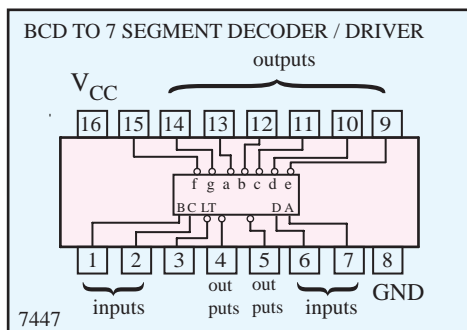 BCD TO 7 SEGMENT DECODER / DRIVER
outputs
VCC
16 15 14 13 12 11 10 9
f g a b c d e
B C LT D A
1 2 3 4 5 6 7 8
inputs out puts out puts inputs GND
7447